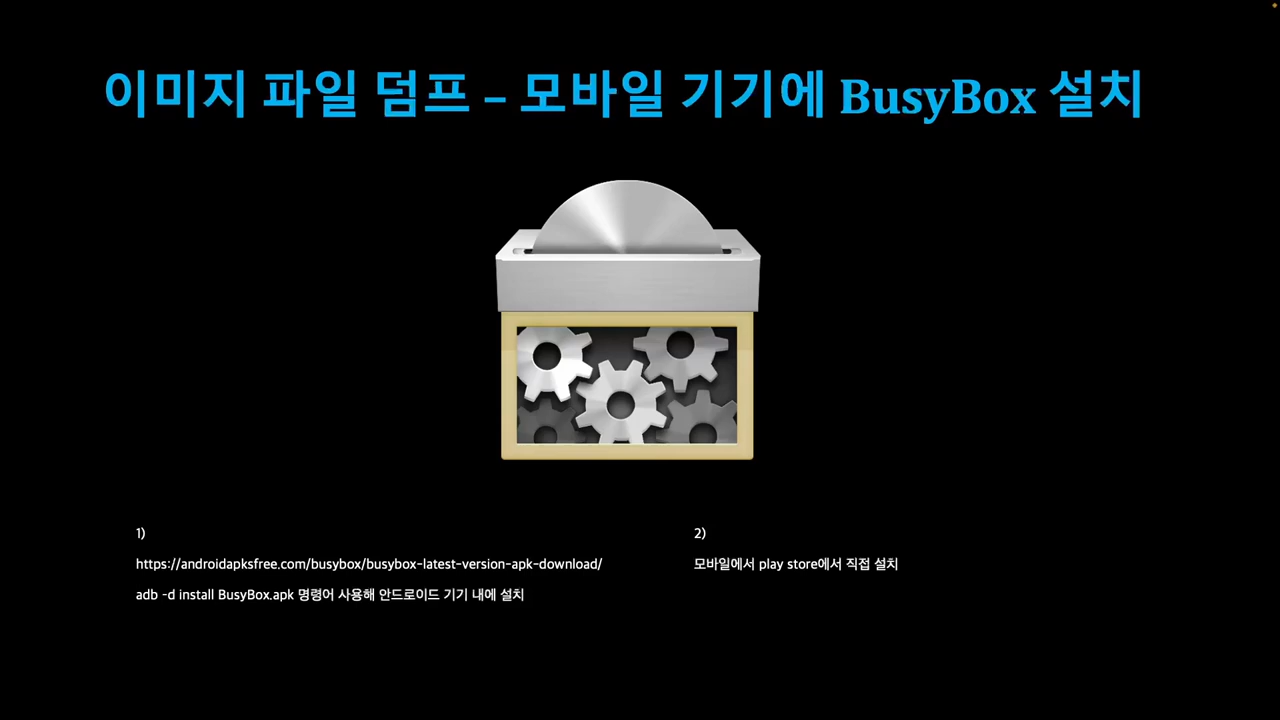 이미지 파일 덤프 – 모바일 기기에 BusyBox 설치
1)
https://androidapksfree.com/busybox/busybox-latest-version-apk-download/
adb -d install BusyBox.apk 명령어 사용해 안드로이드 기기 내에 설치
2)
모바일에서 play store에서 직접 설치